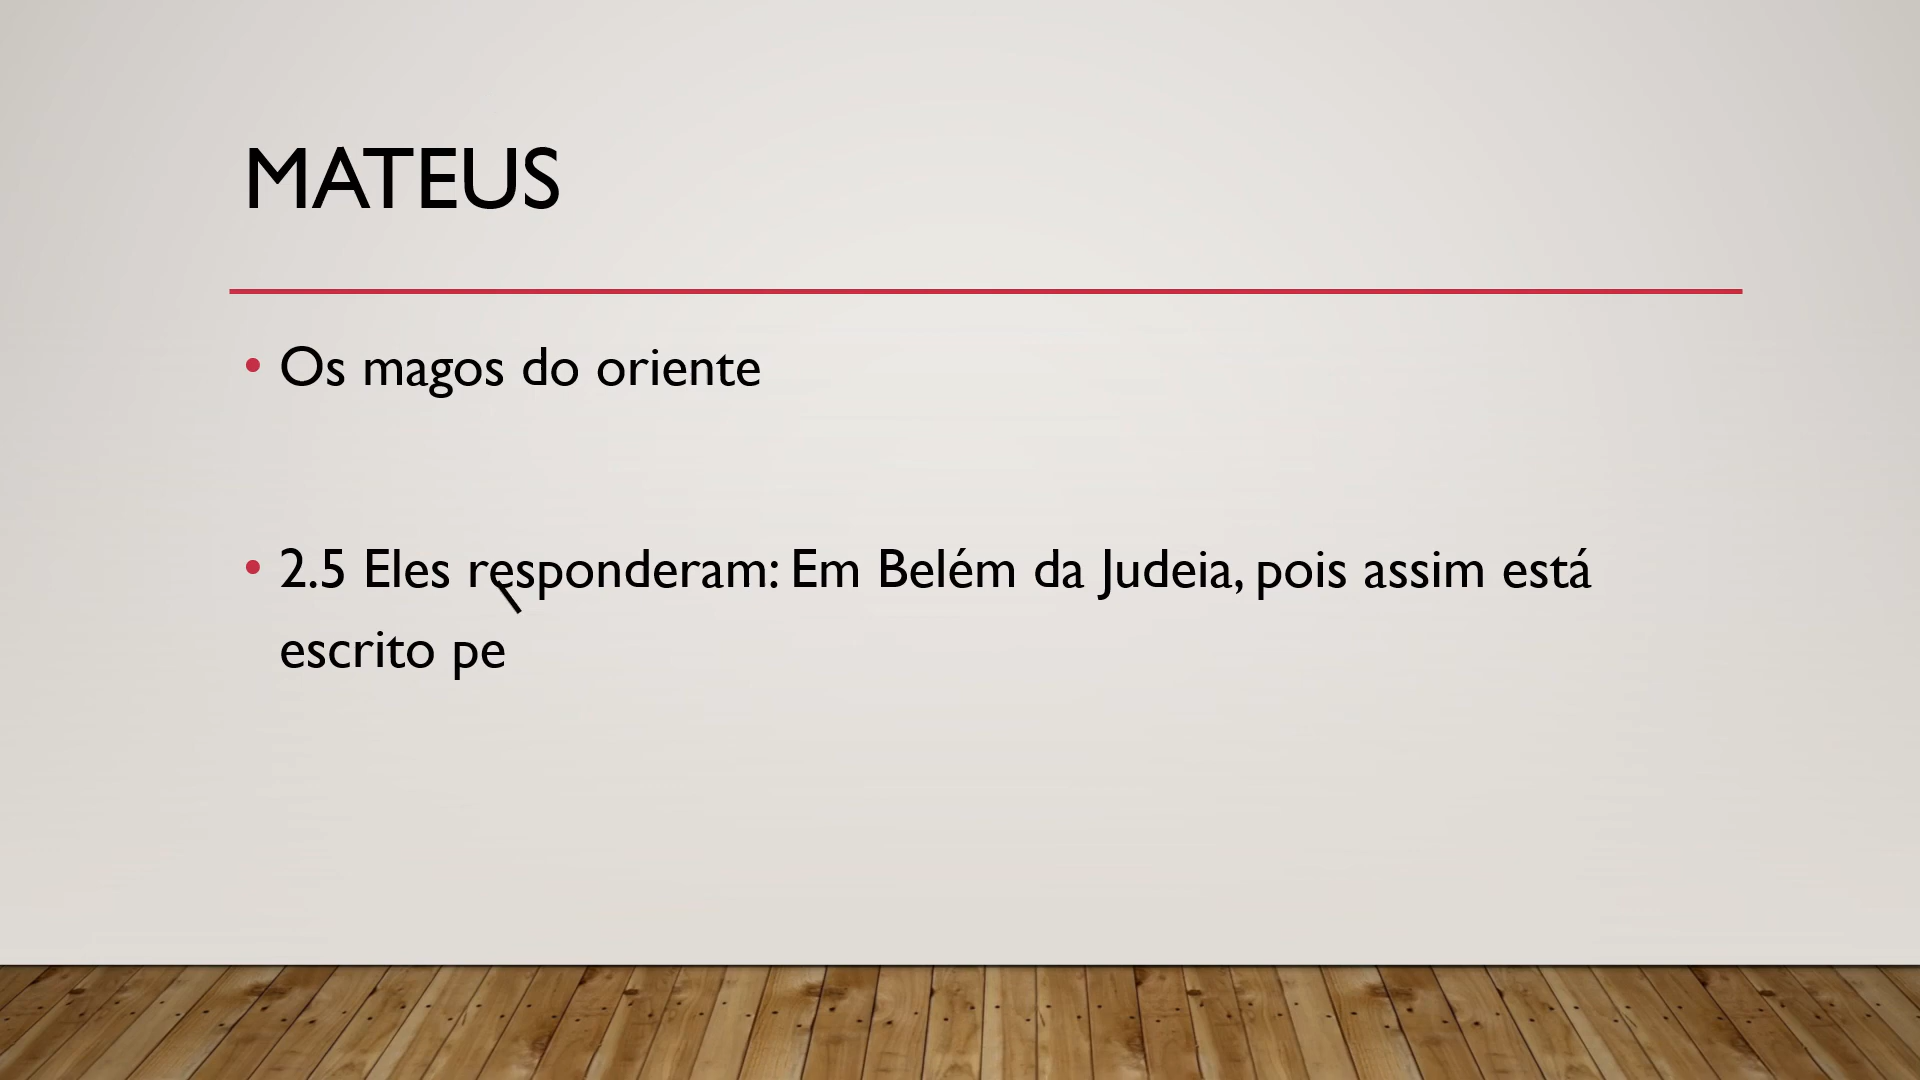 MATEUS
• Os magos do oriente
• 2.5 Eles responderam: Em Belém da Judeia, pois assim está
escrito pe